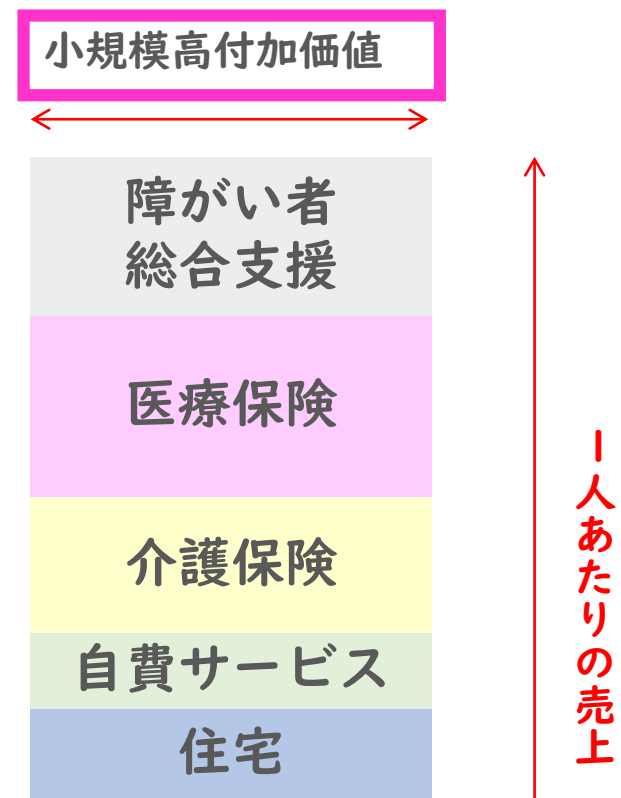 小規模高付加価値
障がい者
総合支援
医療保険
介護保険
自費サービス
住宅
1人あたりの売上